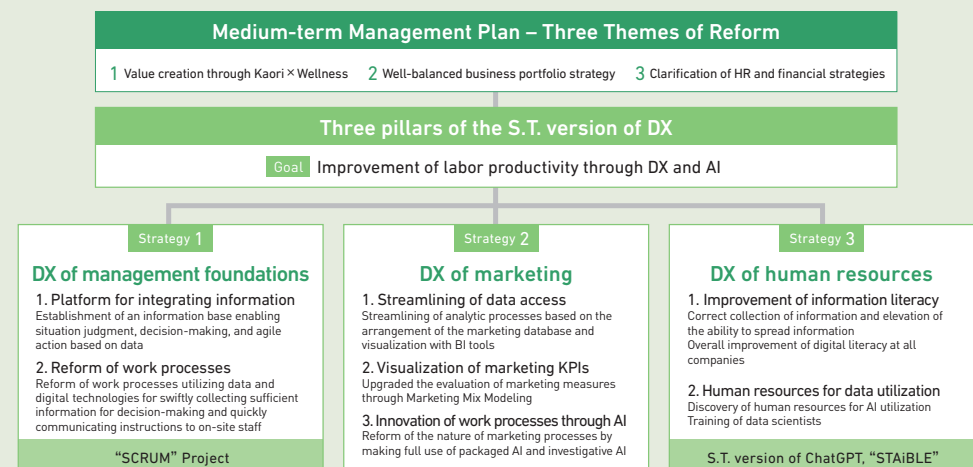 Medium-term Management Plan – Three Themes of Reform
1 Value creation through Kaori × Wellness 2 Well-balanced business portfolio strategy 3 Clarification of HR and financial strategies
Three pillars of the S.T. version of DX
Goal Improvement of labor productivity through DX and AI
Strategy 1
DX of management foundations
1. Platform for integrating information
Establishment of an information base enabling
situation judgment, decision-making, and agile
action based on data
2. Reform of work processes
Reform of work processes utilizing data and
digital technologies for swiftly collecting sufficient
information for decision-making and quickly
communicating instructions to on-site staff
"SCRUM" Project
Strategy 2
DX of marketing
1. Streamlining of data access
Streamlining of analytic processes based on the
arrangement of the marketing database and
visualization with BI tools
2. Visualization of marketing KPIs
Upgraded the evaluation of marketing measures
through Marketing Mix Modeling
3. Innovation of work processes through AI
Reform of the nature of marketing processes by
making full use of packaged AI and investigative AI
Strategy 3
DX of human resources
1. Improvement of information literacy
Correct collection of information and elevation of
the ability to spread information
Overall improvement of digital literacy at all
companies
2. Human resources for data utilization
Discovery of human resources for AI utilization
Training of data scientists
S.T. version of ChatGPT, "STAiBLE"